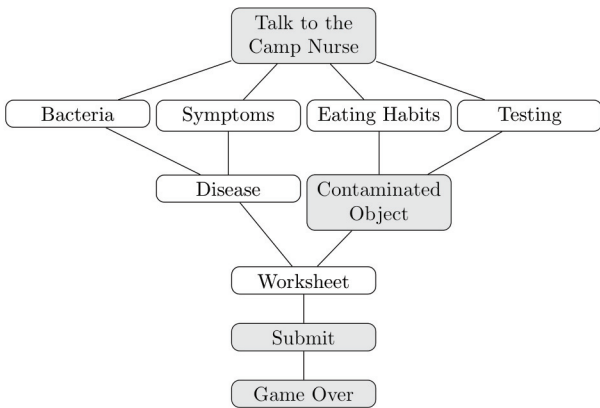 Talk to the
Camp Nurse
Bacteria
Symptoms
Eating Habits
Testing
Disease
Contaminated
Object
Worksheet
Submit
Game Over